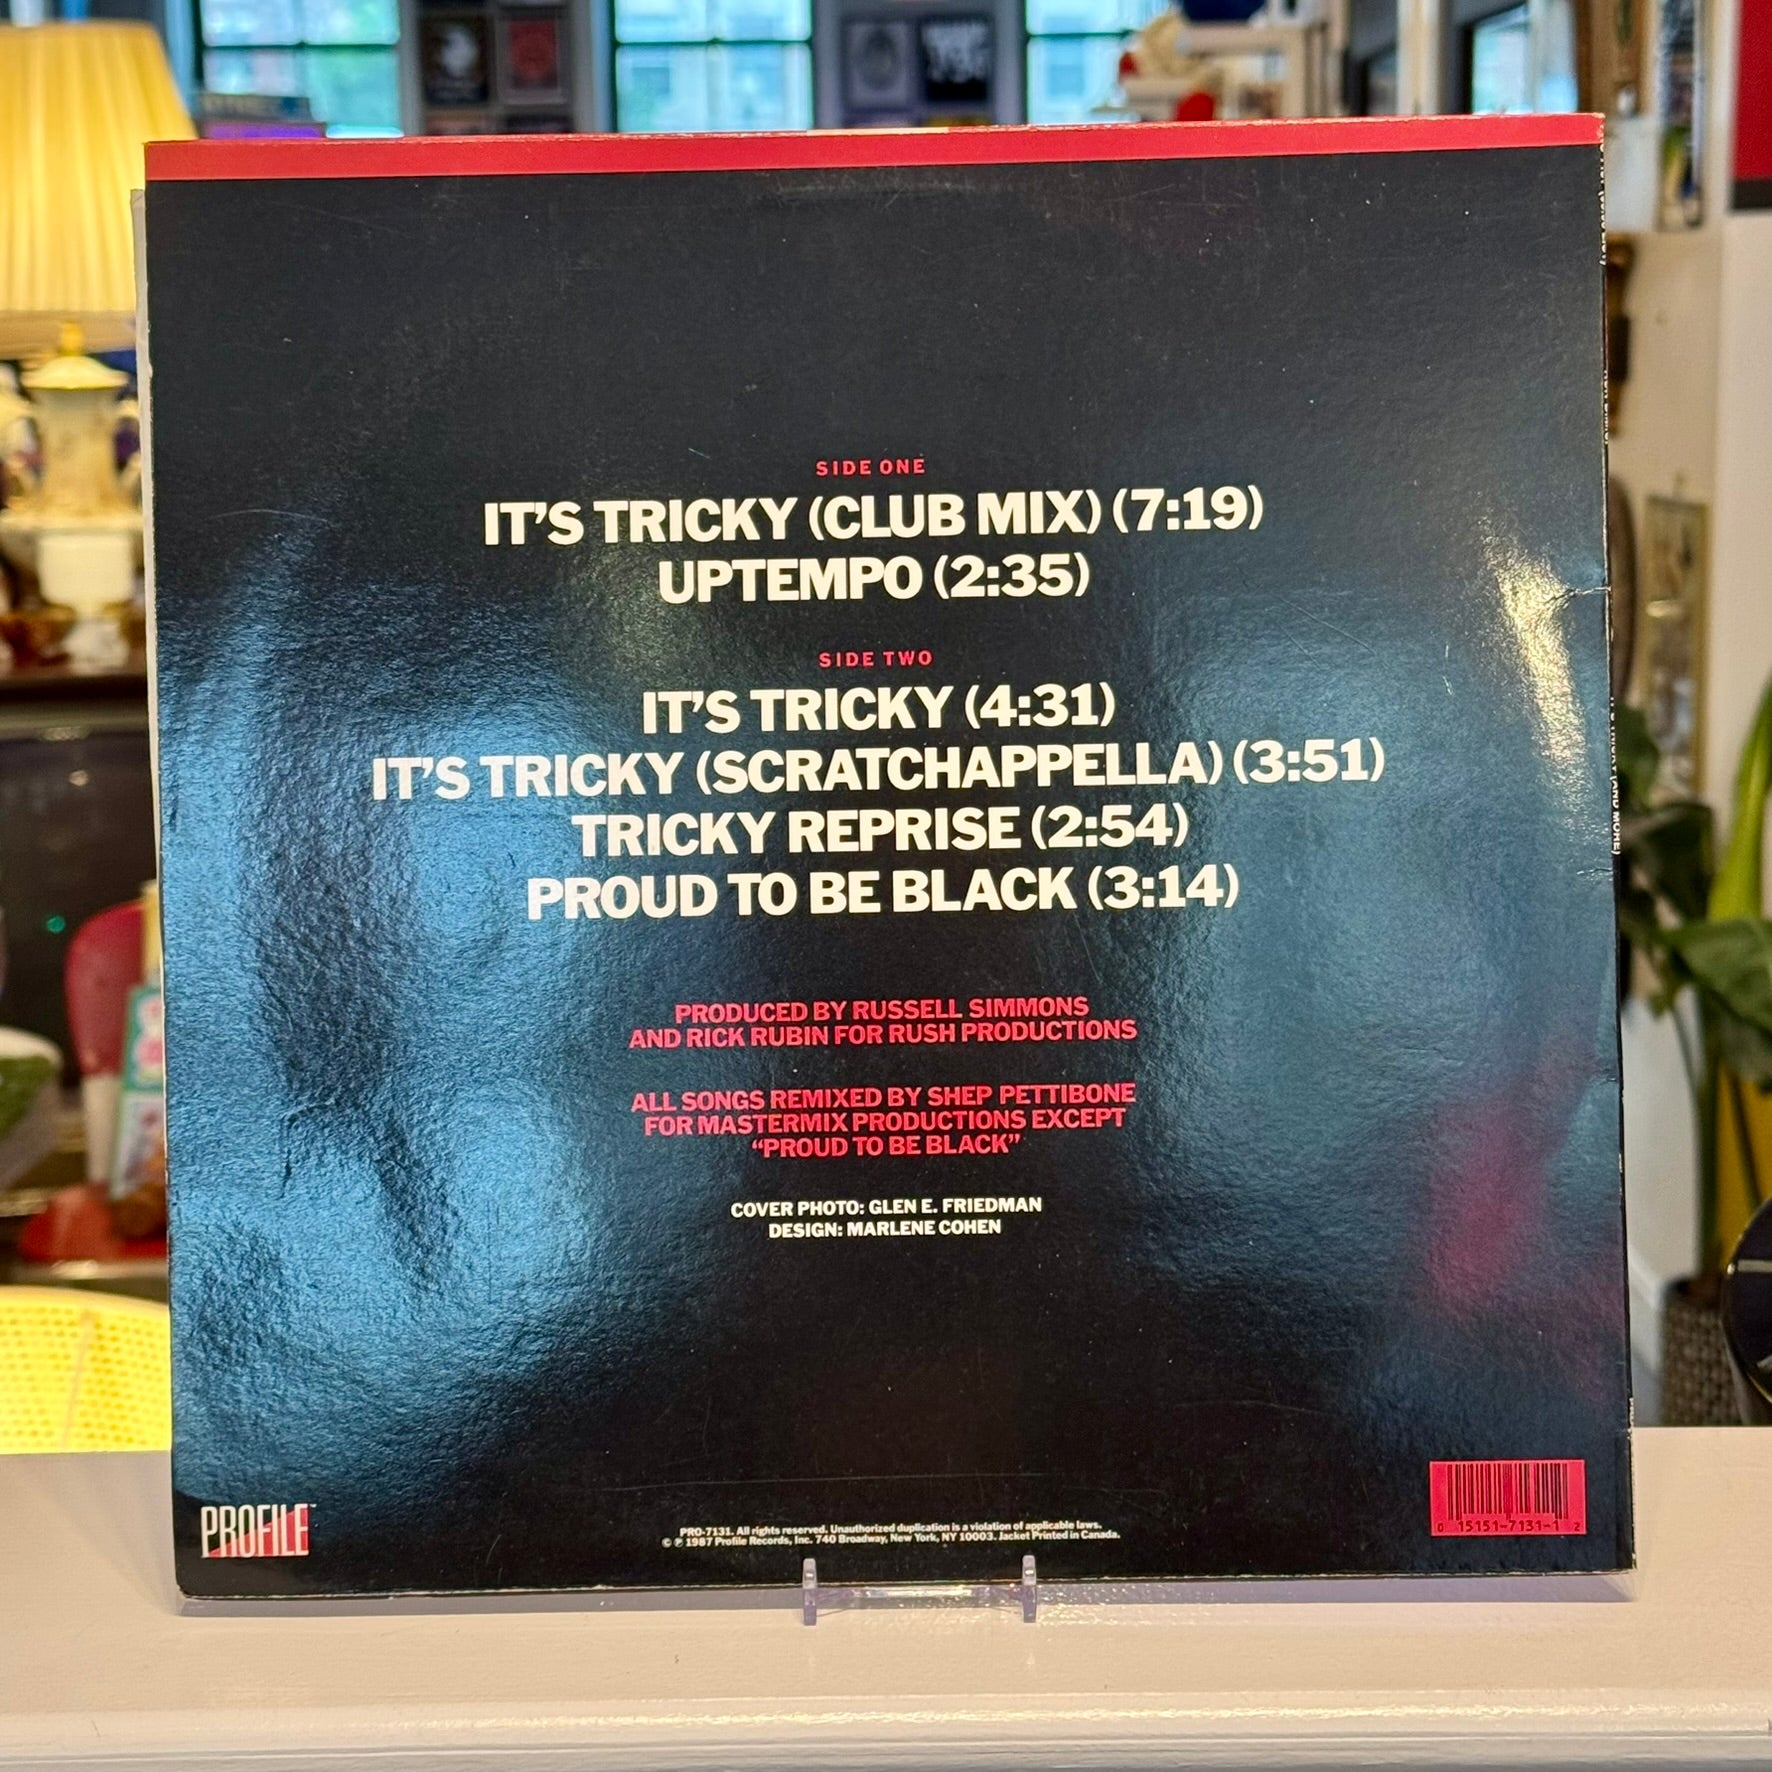 SIDE ONE
IT'S TRICKY (CLUB MIX) (7:19)
UPTEMPO (2:35)
SIDE TWO
IT'S TRICKY (4:31)
IT'S TRICKY (SCRATCHAPPELLA) (3:51)
TRICKY REPRISE (2:54)
PROUD TO BE BLACK (3:14)
PRODUCED BY RUSSELL SIMMONS
AND RICK RUBIN FOR RUSH PRODUCTIONS
ALL SONGS REMIXED BY SHEP PETTIBONE
FOR MASTERMIX PRODUCTIONS EXCEPT
“PROUD TO BE BLACK”
COVER PHOTO: GLEN E. FRIEDMAN
DESIGN: MARLENE COHEN
PROFILE™
PRO-7131. All rights reserved. Unauthorized duplication is a violation of applicable laws.
© ℗ 1987 Profile Records, Inc. 740 Broadway, New York, NY 10003. Jacket Printed in Canada.
0 15151-7131-1 2